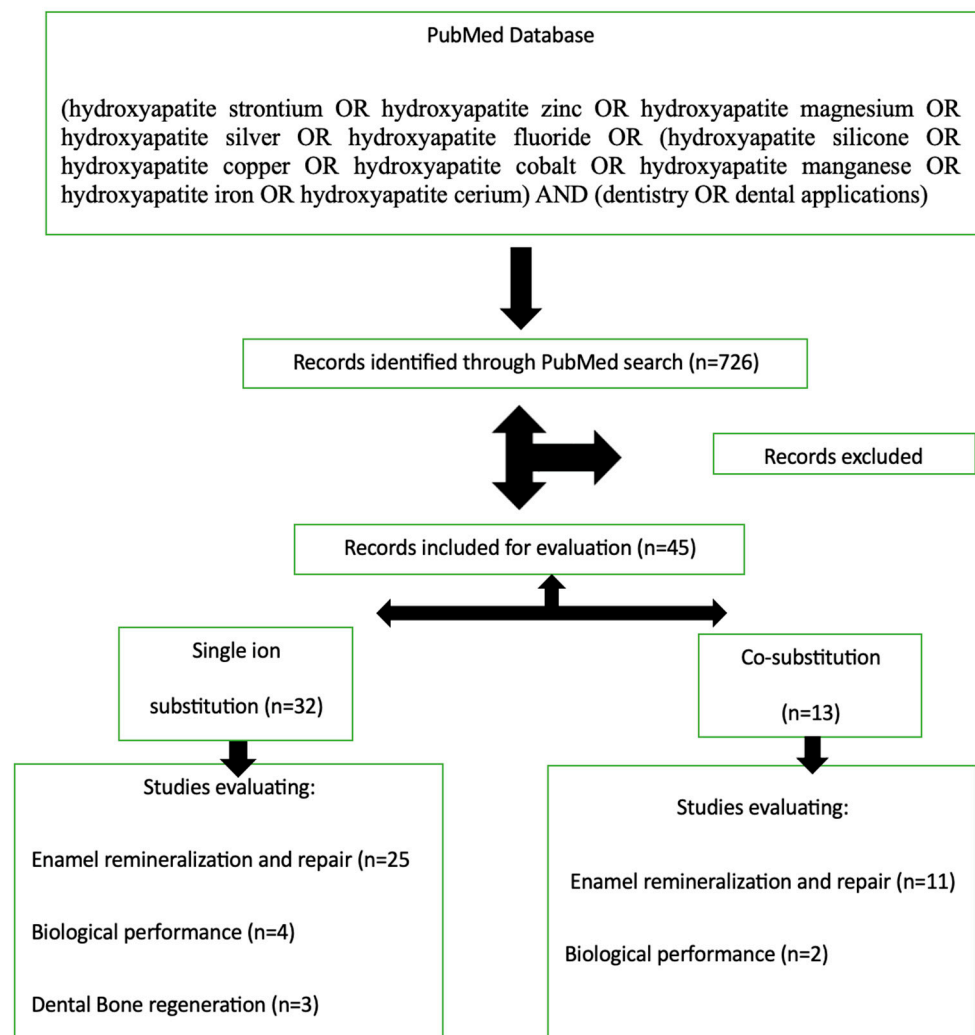 PubMed Database
(hydroxyapatite strontium OR hydroxyapatite zinc OR hydroxyapatite magnesium OR
hydroxyapatite silver OR hydroxyapatite fluoride OR (hydroxyapatite silicone OR
hydroxyapatite copper OR hydroxyapatite cobalt OR hydroxyapatite manganese OR
hydroxyapatite iron OR hydroxyapatite cerium) AND (dentistry OR dental applications)
Records identified through PubMed search (n=726)
Records excluded
Records included for evaluation (n=45)
Single ion
substitution (n=32)
Co-substitution
(n=13)
Studies evaluating:
Enamel remineralization and repair (n=25
Biological performance (n=4)
Dental Bone regeneration (n=3)
Studies evaluating:
Enamel remineralization and repair (n=11)
Biological performance (n=2)